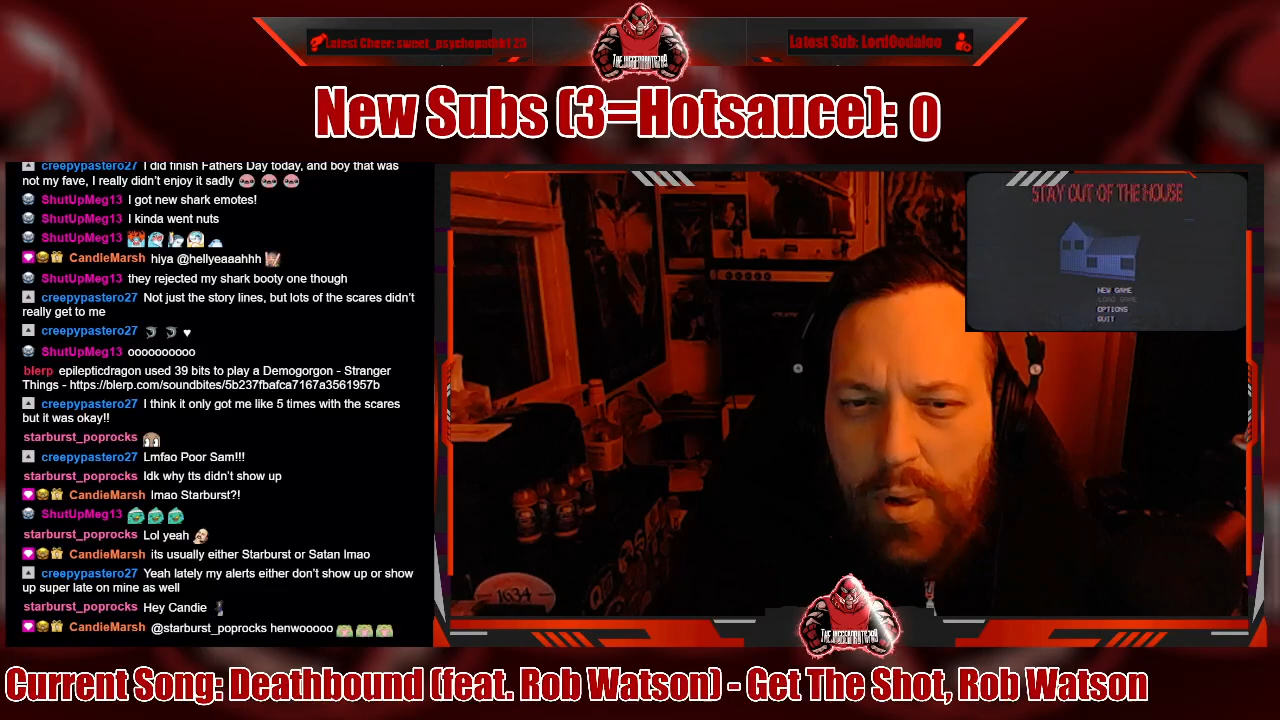 Latest Cheer: sweet_psychopathh1 25
Latest Sub: LordOodaloo
THEJUGGERNAUTE789
New Subs (3=Hotsauce): 0
creepypastero27 I did finish Fathers Day today, and boy that was
not my fave, I really didn't enjoy it sadly
ShutUpMeg13 I got new shark emotes!
ShutUpMeg13 I kinda went nuts
ShutUpMeg13
CandieMarsh hiya @hellyeaaahhh
ShutUpMeg13 they rejected my shark booty one though
creepypastero27 Not just the story lines, but lots of the scares didn't
really get to me
creepypastero27 ♥
ShutUpMeg13 oooooooooo
blerp epilepticdragon used 39 bits to play a Demogorgon - Stranger
Things - https://blerp.com/soundbites/5b237fbafca7167a3561957b
creepypastero27 I think it only got me like 5 times with the scares
but it was okay!!
starburst_poprocks
creepypastero27 Lmfao Poor Sam!!!
starburst_poprocks Idk why tts didn't show up
CandieMarsh lmao Starburst?!
ShutUpMeg13
starburst_poprocks Lol yeah
CandieMarsh its usually either Starburst or Satan lmao
creepypastero27 Yeah lately my alerts either don't show up or show
up super late on mine as well
starburst_poprocks Hey Candie
CandieMarsh @starburst_poprocks henwooooo
STAY OUT OF THE HOUSE
NEW GAME
LOAD GAME
OPTIONS
QUIT
1634
Current Song: Deathbound (feat. Rob Watson) - Get The Shot, Rob Watson